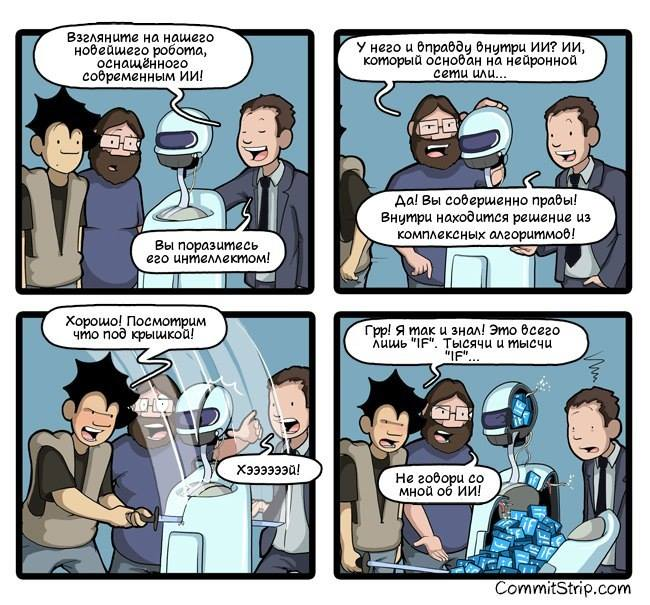 Взгляните на нашего
новейшего робота,
оснащённого
современным ИИ!
Вы поразитесь
его интеллектом!
У него и вправду внутри ИИ? ИИ,
который основан на нейронной
сети или...
Да! Вы совершенно правы!
Внутри находится решение из
комплексных алгоритмов!
Хорошо! Посмотрим
что под крышкой!
Хэээээээй!
Грр! Я так и знал! Это всего
лишь "IF". Тысячи и тысчи
"IF"...
Не говори со
мной об ИИ!
CommitStrip.com